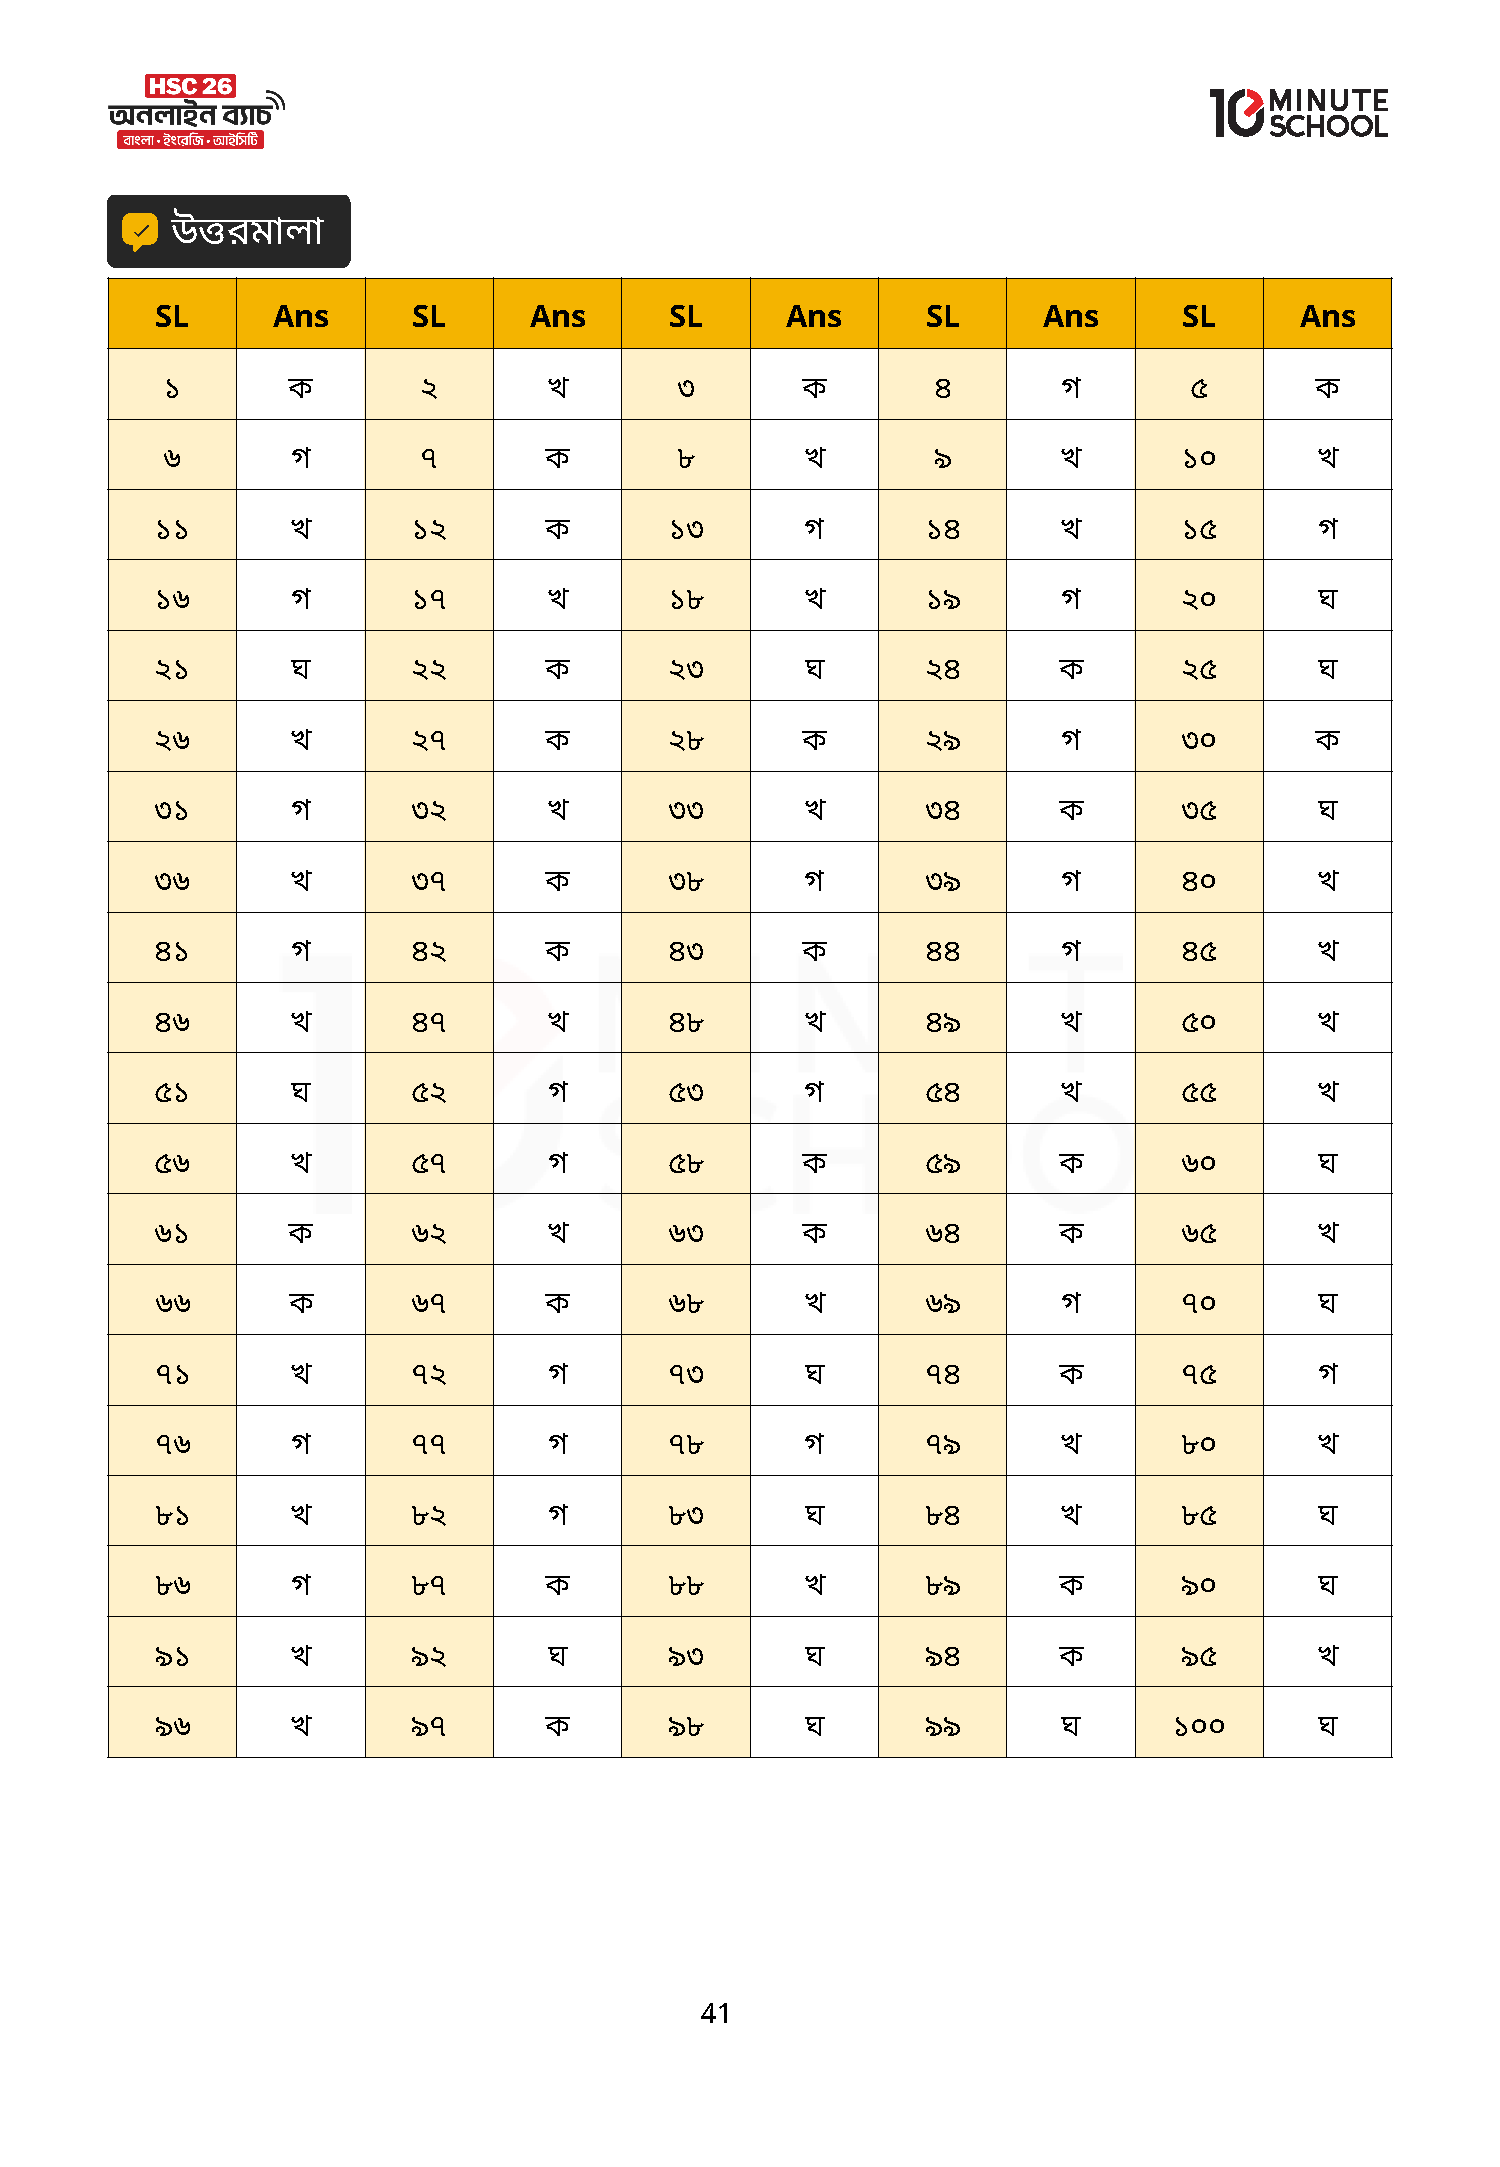 HSC 26
অনলাইন ব্যাচ
বাংলা • ইংরেজি • আইসিটি
10 MINUTE
SCHOOL
উত্তরমালা
SL Ans SL Ans SL Ans SL Ans SL Ans
১ ক ২ খ ৩ ক ৪ গ ৫ ক
৬ গ ৭ ক ৮ খ ৯ খ ১০ খ
১১ খ ১২ ক ১৩ গ ১৪ খ ১৫ গ
১৬ গ ১৭ খ ১৮ খ ১৯ গ ২০ ঘ
২১ ঘ ২২ ক ২৩ ঘ ২৪ ক ২৫ ঘ
২৬ খ ২৭ ক ২৮ ক ২৯ গ ৩০ ক
৩১ গ ৩২ খ ৩৩ খ ৩৪ ক ৩৫ ঘ
৩৬ খ ৩৭ ক ৩৮ গ ৩৯ গ ৪০ খ
৪১ গ ৪২ ক ৪৩ ক ৪৪ গ ৪৫ খ
৪৬ খ ৪৭ খ ৪৮ খ ৪৯ খ ৫০ খ
৫১ ঘ ৫২ গ ৫৩ গ ৫৪ খ ৫৫ খ
৫৬ খ ৫৭ গ ৫৮ ক ৫৯ ক ৬০ ঘ
৬১ ক ৬২ খ ৬৩ ক ৬৪ ক ৬৫ খ
৬৬ ক ৬৭ ক ৬৮ খ ৬৯ গ ৭০ ঘ
৭১ খ ৭২ গ ৭৩ ঘ ৭৪ ক ৭৫ গ
৭৬ গ ৭৭ গ ৭৮ গ ৭৯ খ ৮০ খ
৮১ খ ৮২ গ ৮৩ ঘ ৮৪ খ ৮৫ ঘ
৮৬ গ ৮৭ ক ৮৮ খ ৮৯ ক ৯০ ঘ
৯১ খ ৯২ ঘ ৯৩ ঘ ৯৪ ক ৯৫ খ
৯৬ খ ৯৭ ক ৯৮ ঘ ৯৯ ঘ ১০০ ঘ
41